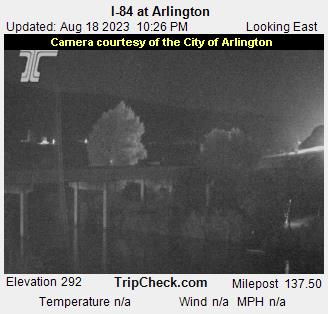 I-84 at Arlington
Updated: Aug 18 2023 10:26 PM Looking East
Camera courtesy of the City of Arlington
Elevation 292 TripCheck.com Milepost 137.50
Temperature n/a Wind n/a MPH n/a